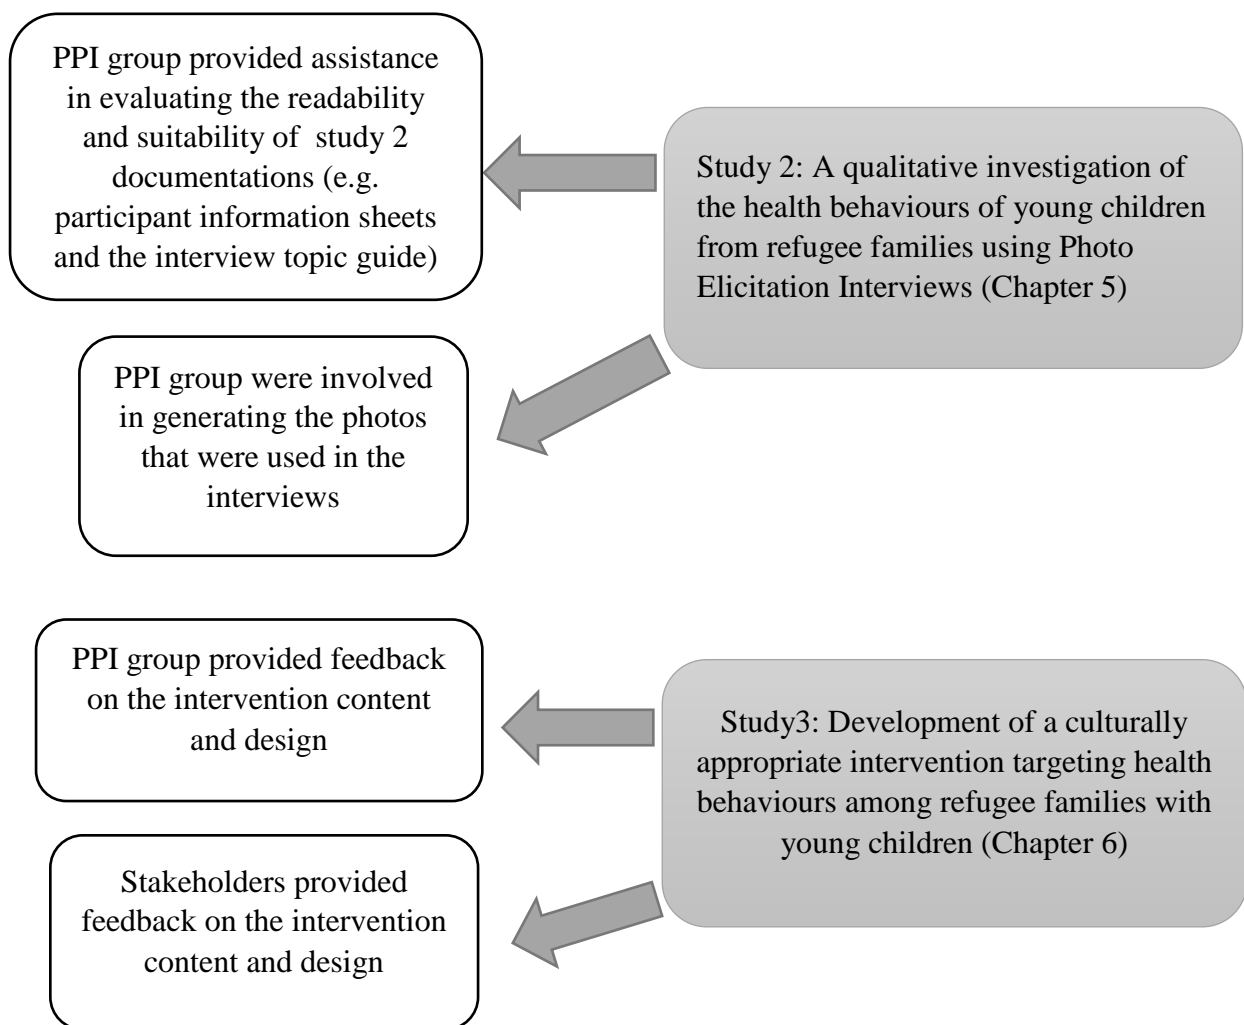 PPI group provided assistance
in evaluating the readability
and suitability of study 2
documentations (e.g.
participant information sheets
and the interview topic guide)
Study 2: A qualitative investigation of
the health behaviours of young children
from refugee families using Photo
Elicitation Interviews (Chapter 5)
PPI group were involved
in generating the photos
that were used in the
interviews
PPI group provided feedback
on the intervention content
and design
Study3: Development of a culturally
appropriate intervention targeting health
behaviours among refugee families with
young children (Chapter 6)
Stakeholders provided
feedback on the intervention
content and design